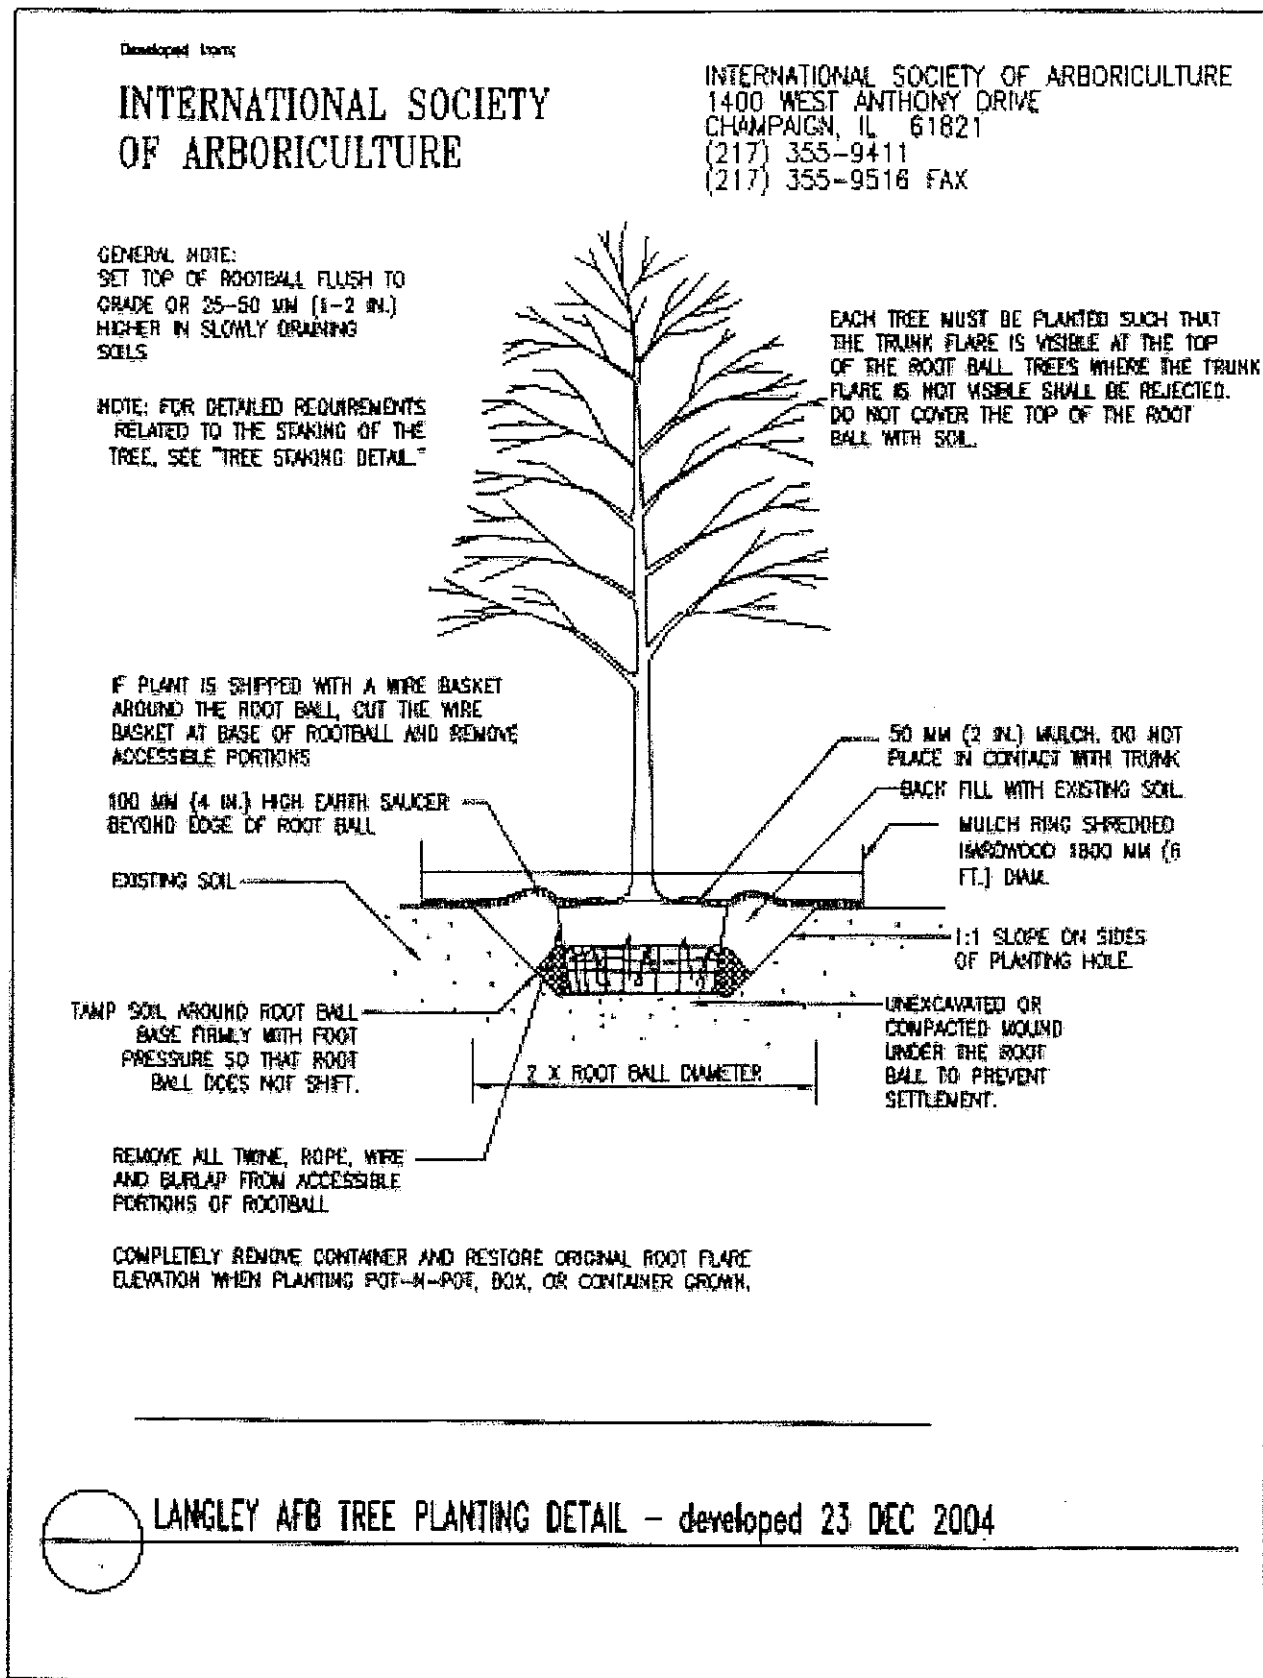 Developed from:
INTERNATIONAL SOCIETY
OF ARBORICULTURE
INTERNATIONAL SOCIETY OF ARBORICULTURE
1400 WEST ANTHONY DRIVE
CHAMPAIGN, IL 61821
(217) 355-9411
(217) 355-9516 FAX
GENERAL NOTE:
SET TOP OF ROOTBALL FLUSH TO
GRADE OR 25-50 MM (1-2 IN.)
HIGHER IN SLOWLY DRAINING
SOILS
NOTE: FOR DETAILED REQUIREMENTS
RELATED TO THE STAKING OF THE
TREE, SEE "TREE STAKING DETAIL."
EACH TREE MUST BE PLANTED SUCH THAT
THE TRUNK FLARE IS VISIBLE AT THE TOP
OF THE ROOT BALL. TREES WHERE THE TRUNK
FLARE IS NOT VISIBLE SHALL BE REJECTED.
DO NOT COVER THE TOP OF THE ROOT
BALL WITH SOIL.
IF PLANT IS SHIPPED WITH A WIRE BASKET
AROUND THE ROOT BALL, CUT THE WIRE
BASKET AT BASE OF ROOTBALL AND REMOVE
ACCESSIBLE PORTIONS
100 MM (4 IN.) HIGH EARTH SAUCER
BEYOND EDGE OF ROOT BALL
EXISTING SOIL
50 MM (2 IN.) MULCH. DO NOT
PLACE IN CONTACT WITH TRUNK
BACK FILL WITH EXISTING SOIL
MULCH RING SHREDDED
HARDWOOD 1800 MM (6
FT.) DIAM.
1:1 SLOPE ON SIDES
OF PLANTING HOLE.
TAMP SOIL AROUND ROOT BALL
BASE FIRMLY WITH FOOT
PRESSURE SO THAT ROOT
BALL DOES NOT SHIFT.
UNEXCAVATED OR
COMPACTED MOUND
UNDER THE ROOT
BALL TO PREVENT
SETTLEMENT.
2 X ROOT BALL DIAMETER
REMOVE ALL TWINE, ROPE, WIRE
AND BURLAP FROM ACCESSIBLE
PORTIONS OF ROOTBALL
COMPLETELY REMOVE CONTAINER AND RESTORE ORIGINAL ROOT FLARE
ELEVATION WHEN PLANTING POT-N-POT, BOX, OR CONTAINER GROWN.
LANGLEY AFB TREE PLANTING DETAIL - developed 23 DEC 2004